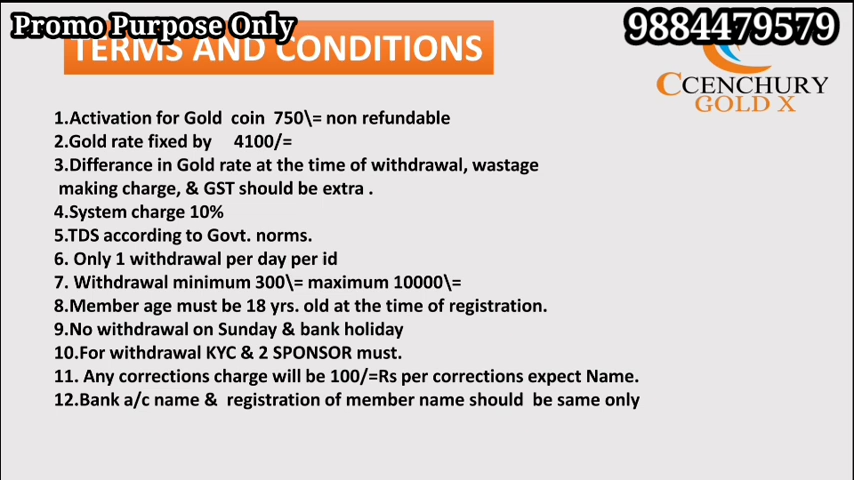 Promo Purpose Only
9884479579
TERMS AND CONDITIONS
CCENCHURY
GOLD X
1.Activation for Gold coin 750\= non refundable
2.Gold rate fixed by 4100/=
3.Differance in Gold rate at the time of withdrawal, wastage
making charge, & GST should be extra .
4.System charge 10%
5.TDS according to Govt. norms.
6. Only 1 withdrawal per day per id
7. Withdrawal minimum 300\= maximum 10000\=
8.Member age must be 18 yrs. old at the time of registration.
9.No withdrawal on Sunday & bank holiday
10.For withdrawal KYC & 2 SPONSOR must.
11. Any corrections charge will be 100/=Rs per corrections expect Name.
12.Bank a/c name & registration of member name should be same only